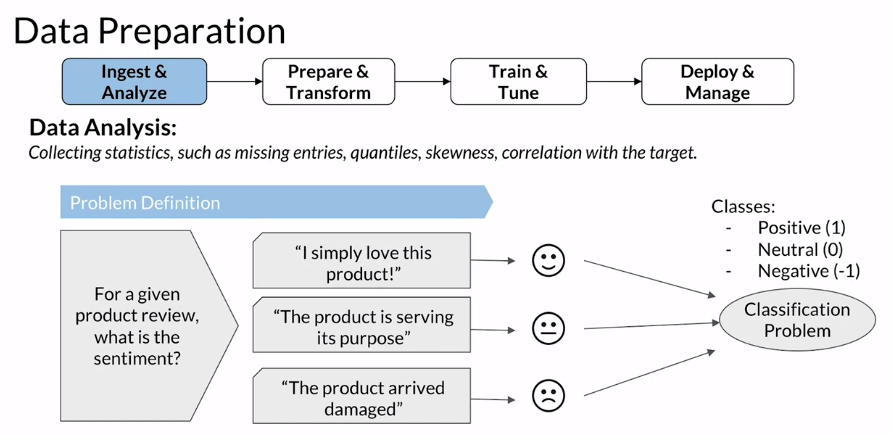 Data Preparation
Ingest &
Analyze
Prepare &
Transform
Train &
Tune
Deploy &
Manage
Data Analysis:
Collecting statistics, such as missing entries, quantiles, skewness, correlation with the target.
Problem Definition
For a given
product review,
what is the
sentiment?
“I simply love this
product!”
“The product is serving
its purpose”
“The product arrived
damaged”
Classes:
- Positive (1)
- Neutral (0)
- Negative (-1)
Classification
Problem